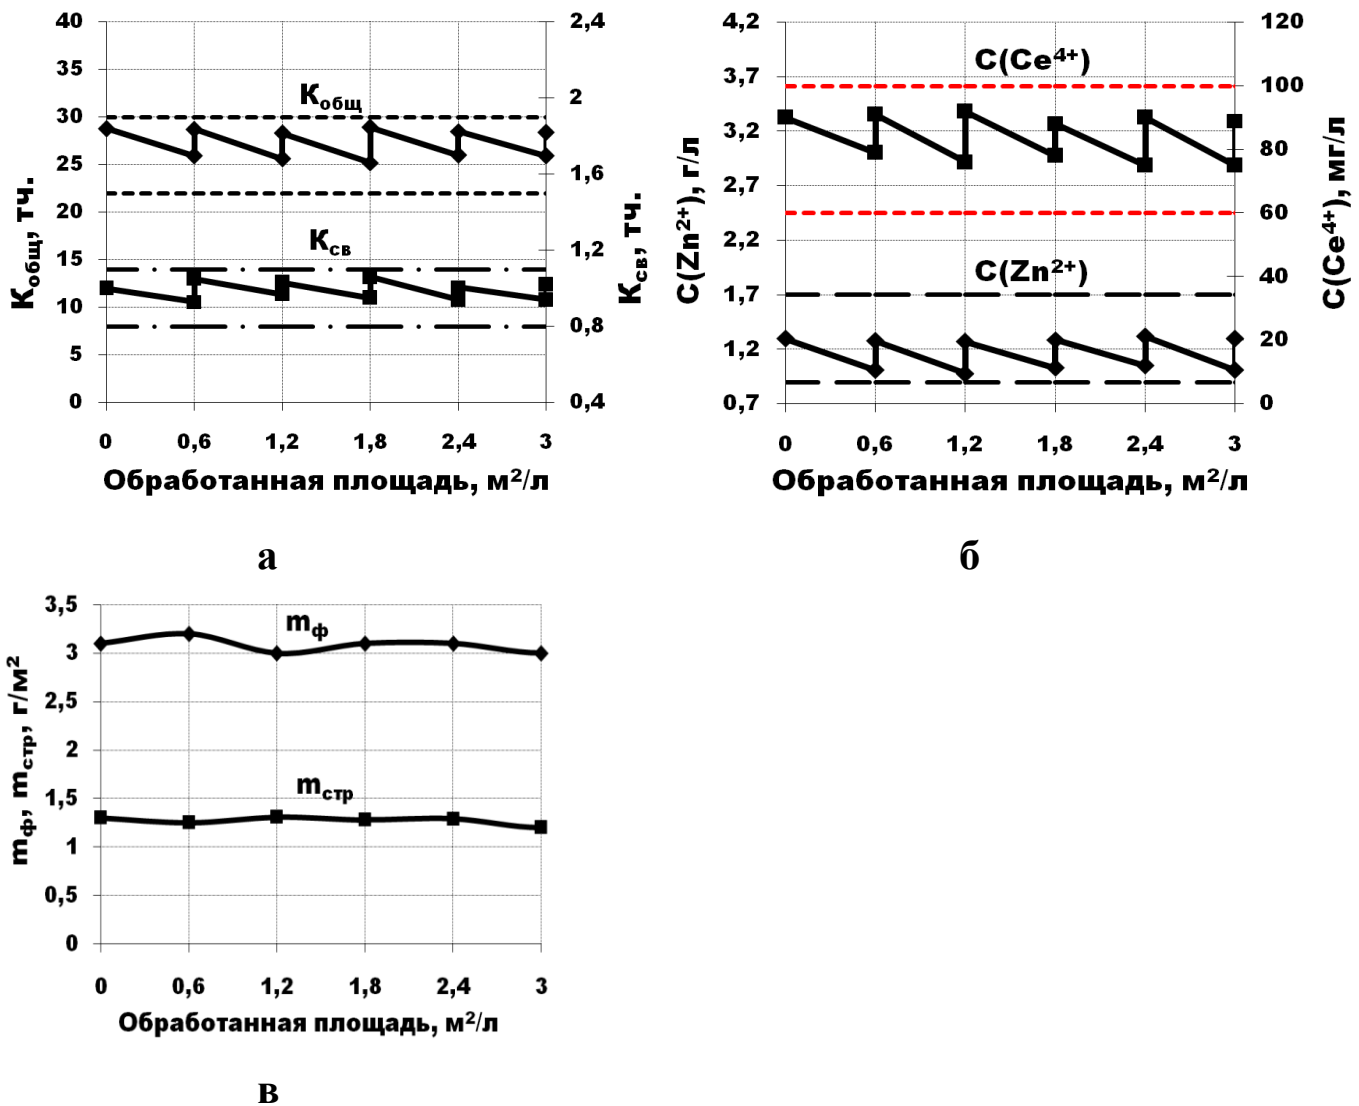 40
35
30
25
20
15
10
5
0
Kобщ, тч.
2,4
2
1,6
1,2
0,8
0,4
Kсв, тч.
Kобщ
Kсв
0 0,6 1,2 1,8 2,4 3
Обработанная площадь, м²/л
а
4,2
3,7
3,2
2,7
2,2
1,7
1,2
0,7
C(Zn²⁺), г/л
120
100
80
60
40
20
0
C(Ce⁴⁺), мг/л
C(Ce⁴⁺)
C(Zn²⁺)
0 0,6 1,2 1,8 2,4 3
Обработанная площадь, м²/л
б
3,5
3
2,5
2
1,5
1
0,5
0
mф, mстр, г/м²
mф
mстр
0 0,6 1,2 1,8 2,4 3
Обработанная площадь, м²/л
в